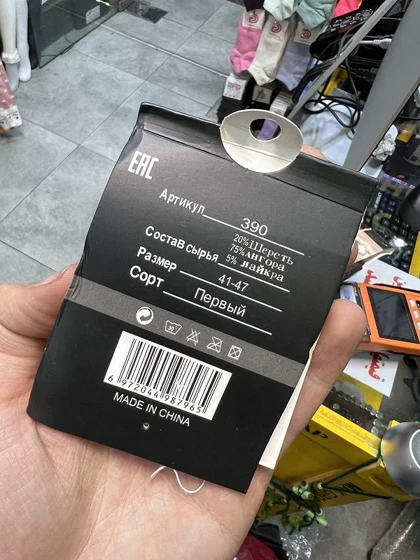 EAC
Артикул 390
Состав сырья 20% Шерсть
75% Ангора
5% лайкра
Размер 41-47
Сорт Первый
30
6 972044 987965
MADE IN CHINA